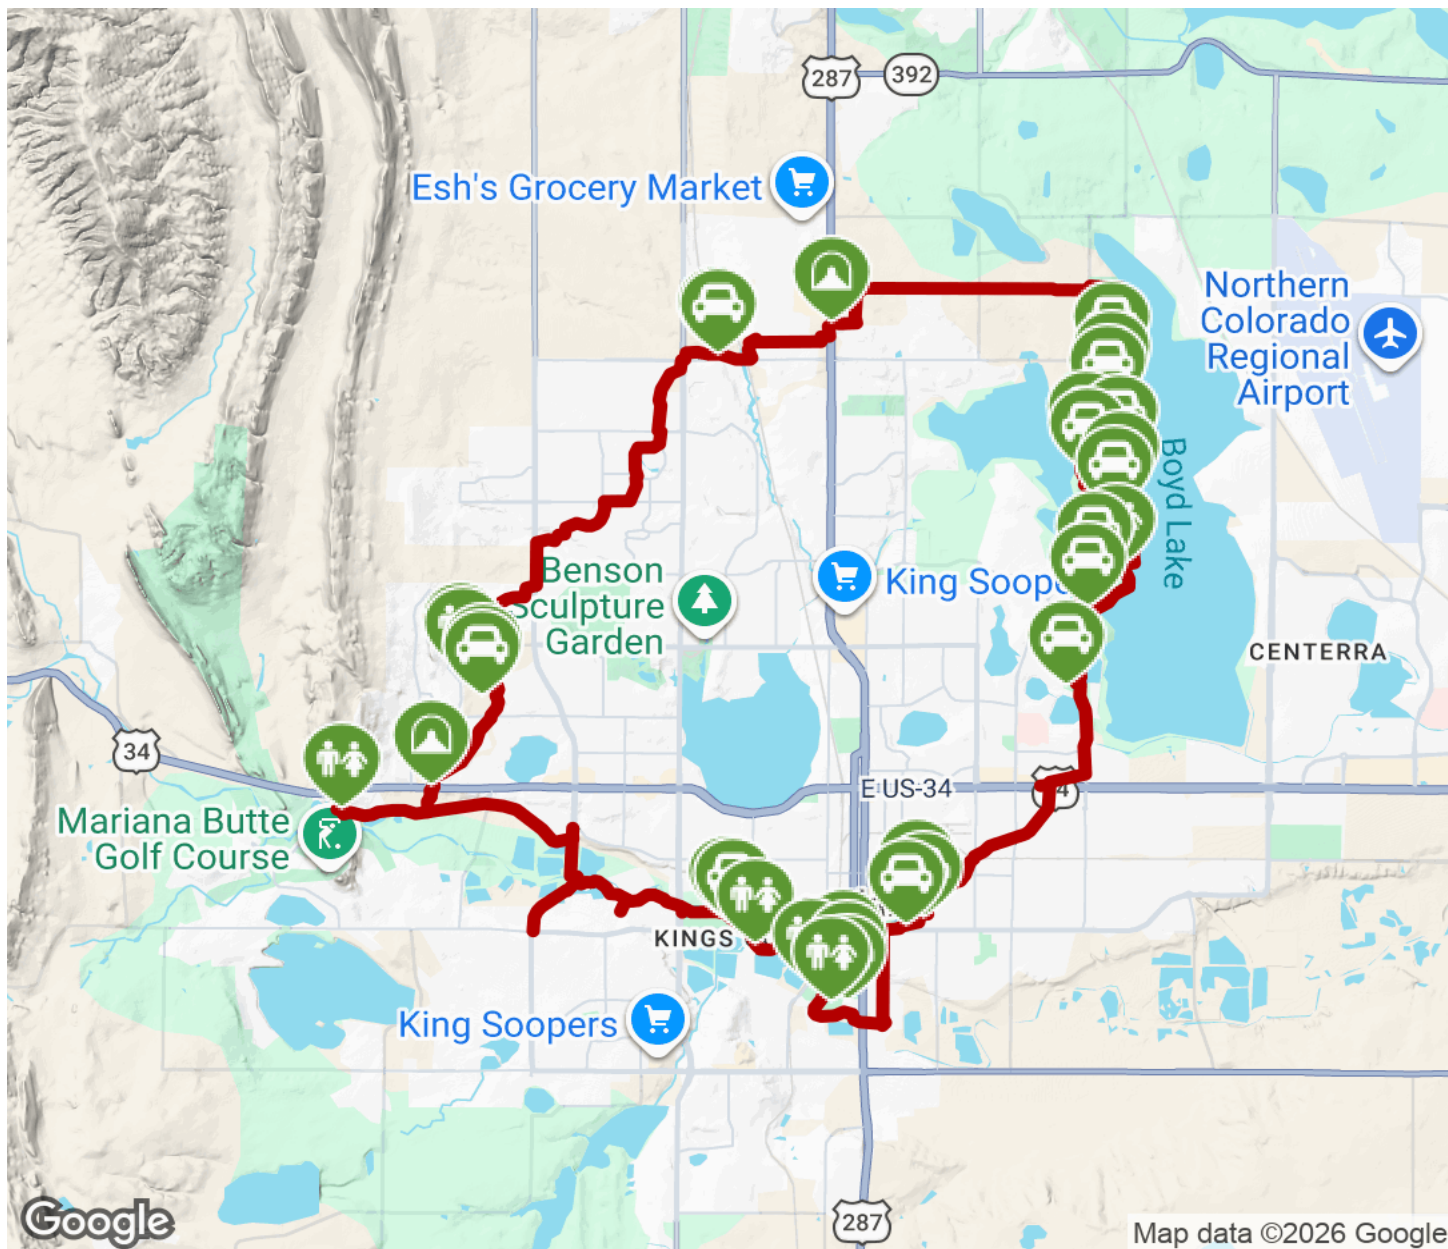 287
392
Esh's Grocery Market
Northern
Colorado
Regional
Airport
Boyd Lake
Benson
Sculpture
Garden
King Soope
CENTERRA
34
E US-34
Mariana Butte
Golf Course
KINGS
King Soopers
287
Google
Map data ©2026 Google